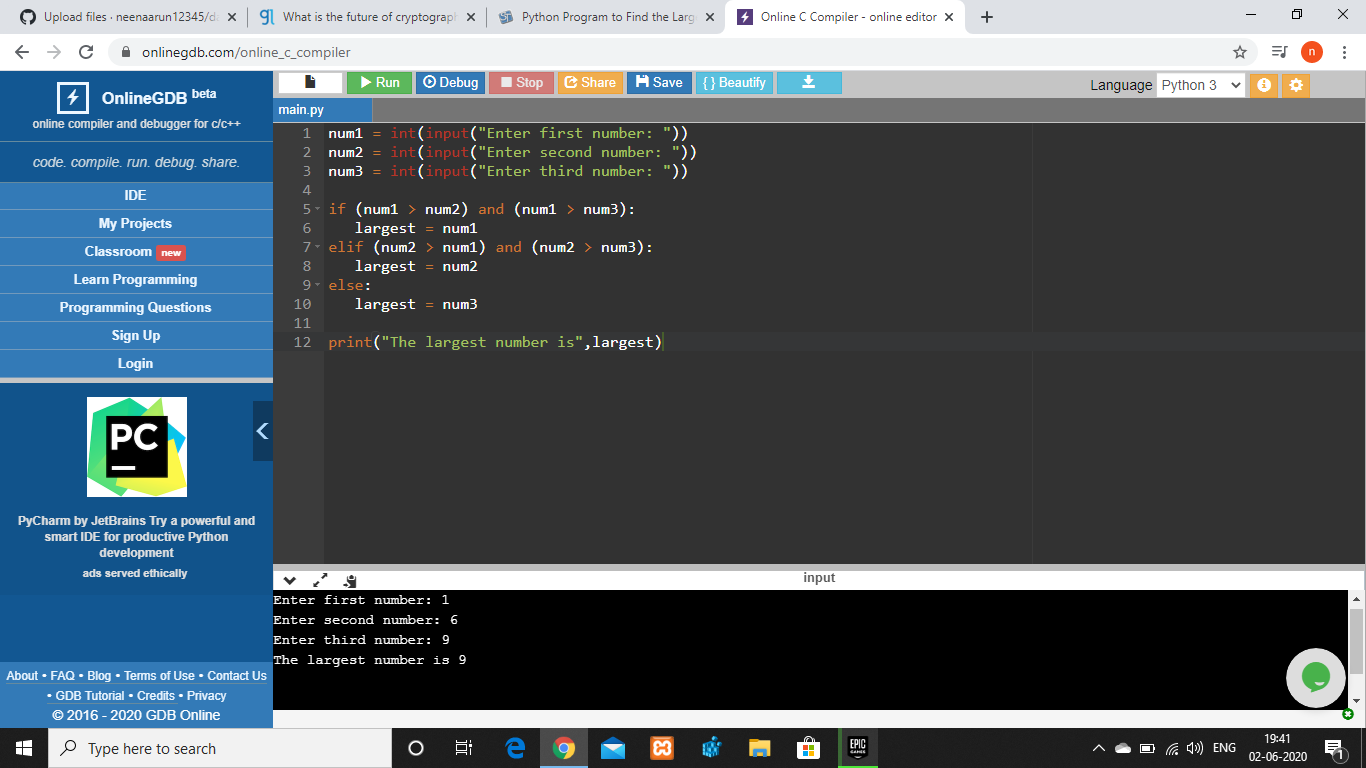 Upload files · neenaarun12345/da
What is the future of cryptograph
Python Program to Find the Larg
Online C Compiler - online editor
onlinegdb.com/online_c_compiler
n
OnlineGDB beta
online compiler and debugger for c/c++
code. compile. run. debug. share.
IDE
My Projects
Classroom new
Learn Programming
Programming Questions
Sign Up
Login
PC
PyCharm by JetBrains Try a powerful and
smart IDE for productive Python
development
ads served ethically
About • FAQ • Blog • Terms of Use • Contact Us
• GDB Tutorial • Credits • Privacy
© 2016 - 2020 GDB Online
Run Debug Stop Share Save { } Beautify
Language Python 3
main.py
1 num1 = int(input("Enter first number: "))
2 num2 = int(input("Enter second number: "))
3 num3 = int(input("Enter third number: "))
4
5 if (num1 > num2) and (num1 > num3):
6    largest = num1
7 elif (num2 > num1) and (num2 > num3):
8    largest = num2
9 else:
10    largest = num3
11
12 print("The largest number is",largest)
input
Enter first number: 1
Enter second number: 6
Enter third number: 9
The largest number is 9
Type here to search
EPIC GAMES
ENG
19:41
02-06-2020
1